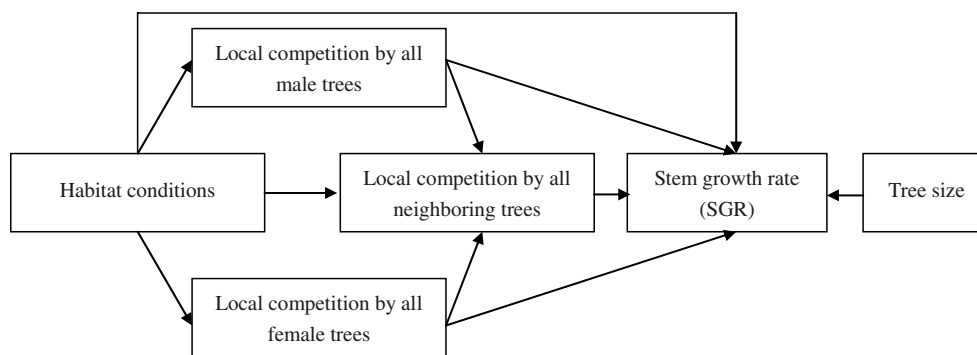 Local competition by all
male trees
Habitat conditions
Local competition by all
neighboring trees
Stem growth rate
(SGR)
Tree size
Local competition by all
female trees